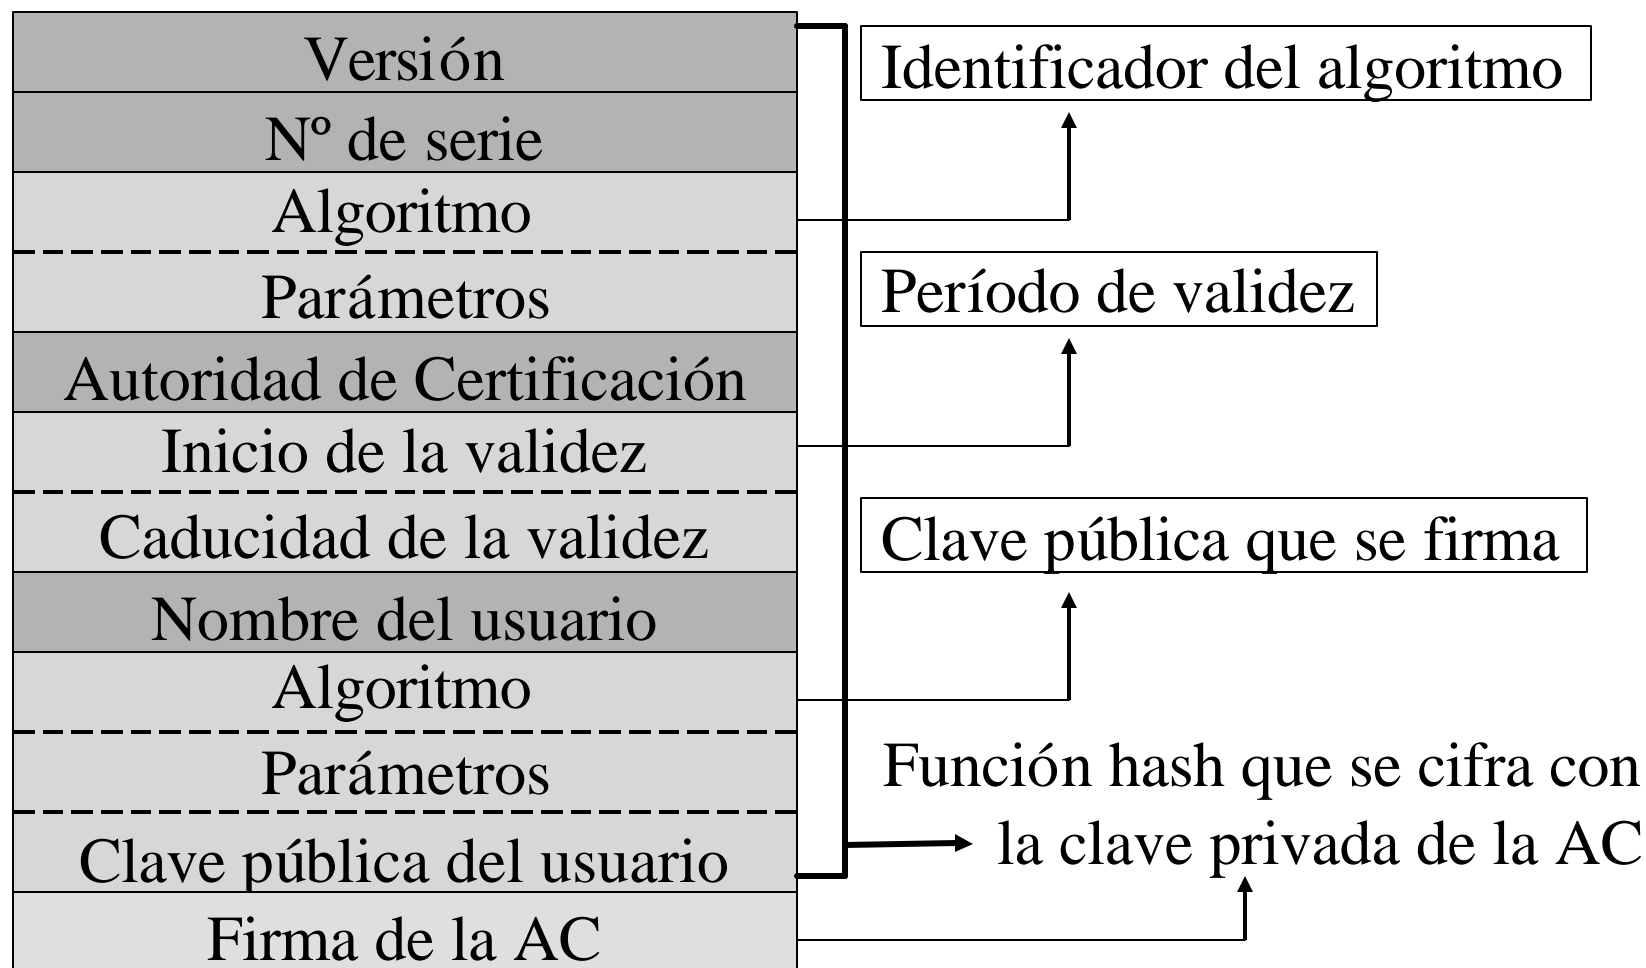 Versión
Nº de serie
Algoritmo
Parámetros
Autoridad de Certificación
Inicio de la validez
Caducidad de la validez
Nombre del usuario
Algoritmo
Parámetros
Clave pública del usuario
Firma de la AC
Identificador del algoritmo
Período de validez
Clave pública que se firma
Función hash que se cifra con
la clave privada de la AC